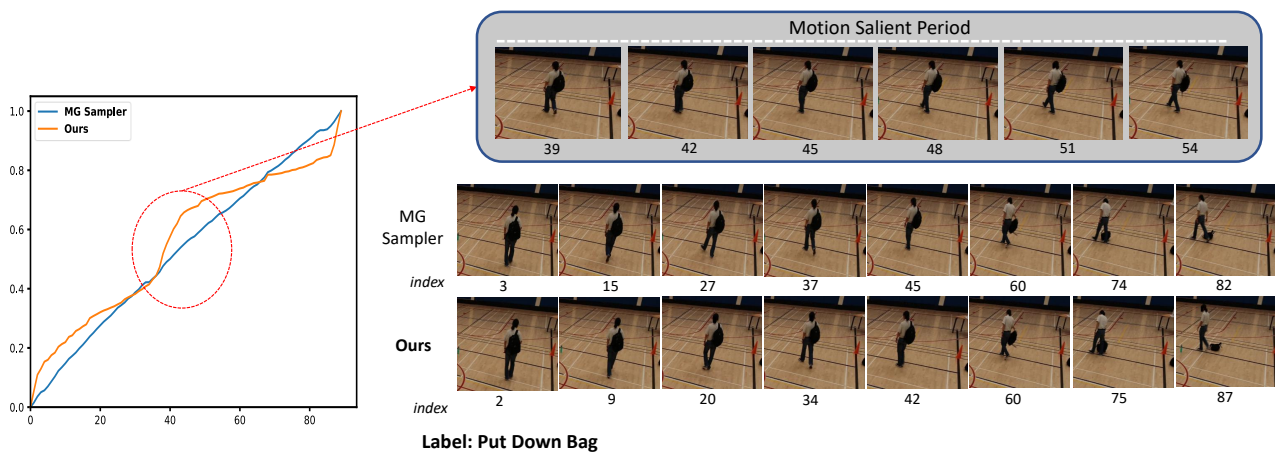 Motion Salient Period
39 42 45 48 51 54
MG Sampler
Ours
1.0
0.8
0.6
0.4
0.2
0.0
0 20 40 60 80
MG
Sampler
index 3 15 27 37 45 60 74 82
Ours
index 2 9 20 34 42 60 75 87
Label: Put Down Bag